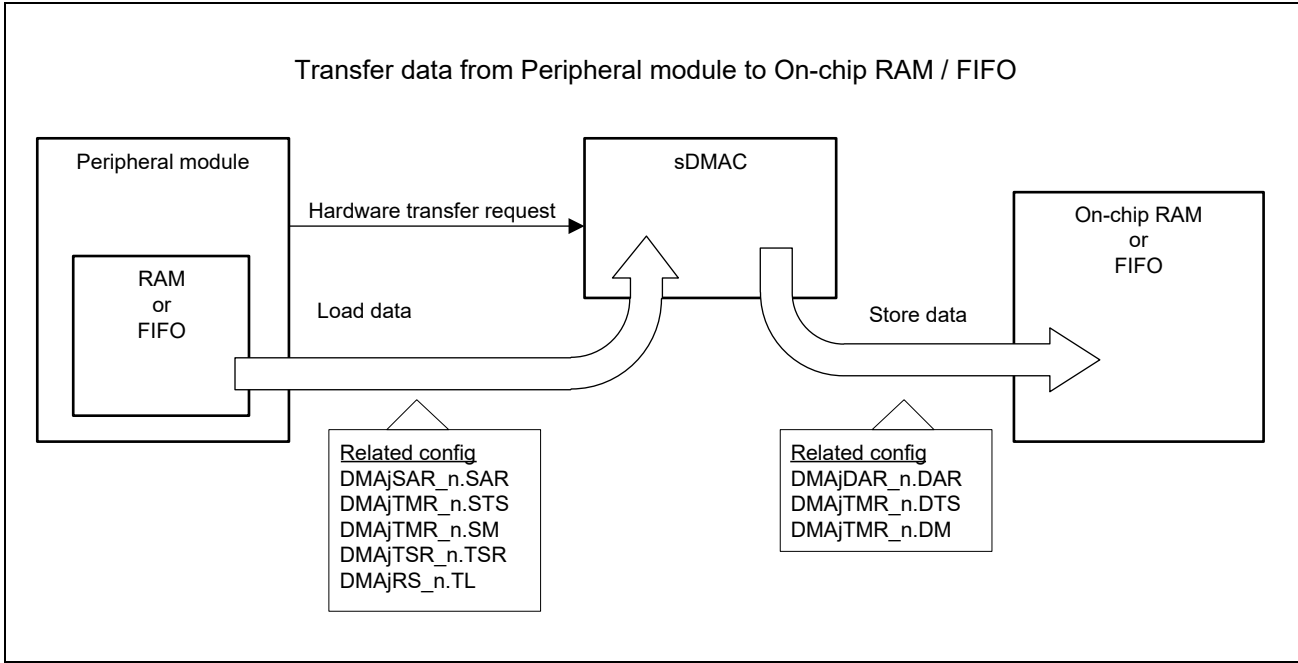 Transfer data from Peripheral module to On-chip RAM / FIFO
Peripheral module
RAM
or
FIFO
Hardware transfer request
Load data
sDMAC
Store data
On-chip RAM
or
FIFO
Related config
DMAjSAR_n.SAR
DMAjTMR_n.STS
DMAjTMR_n.SM
DMAjTSR_n.TSR
DMAjRS_n.TL
Related config
DMAjDAR_n.DAR
DMAjTMR_n.DTS
DMAjTMR_n.DM